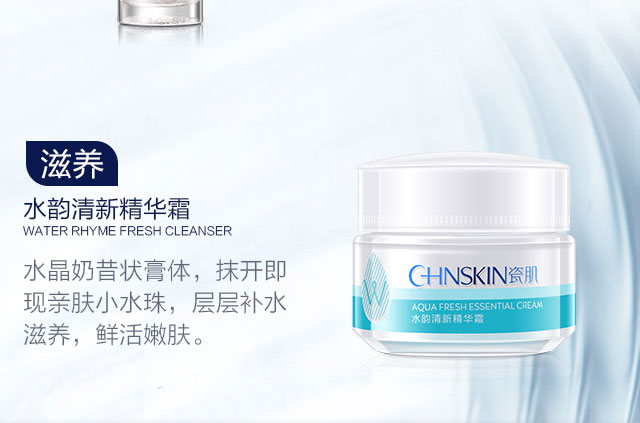 滋养
水韵清新精华霜
WATER RHYME FRESH CLEANSER
水晶奶昔状膏体，抹开即
现亲肤小水珠，层层补水
滋养，鲜活嫩肤。
CHNSKIN瓷肌
AQUA FRESH ESSENTIAL CREAM
水韵清新精华霜